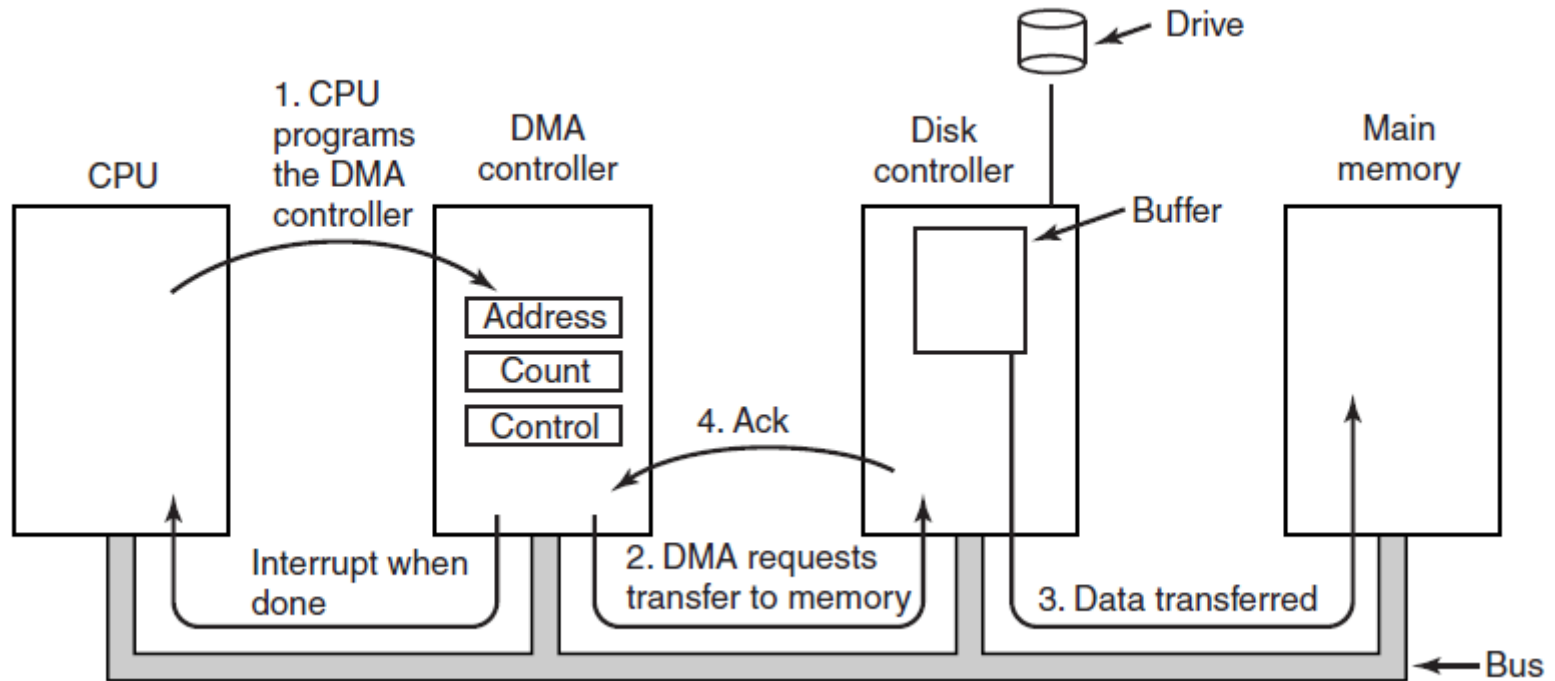 Drive
1. CPU
programs
the DMA
controller
CPU
DMA
controller
Disk
controller
Main
memory
Buffer
Address
Count
Control
4. Ack
Interrupt when
done
2. DMA requests
transfer to memory
3. Data transferred
Bus